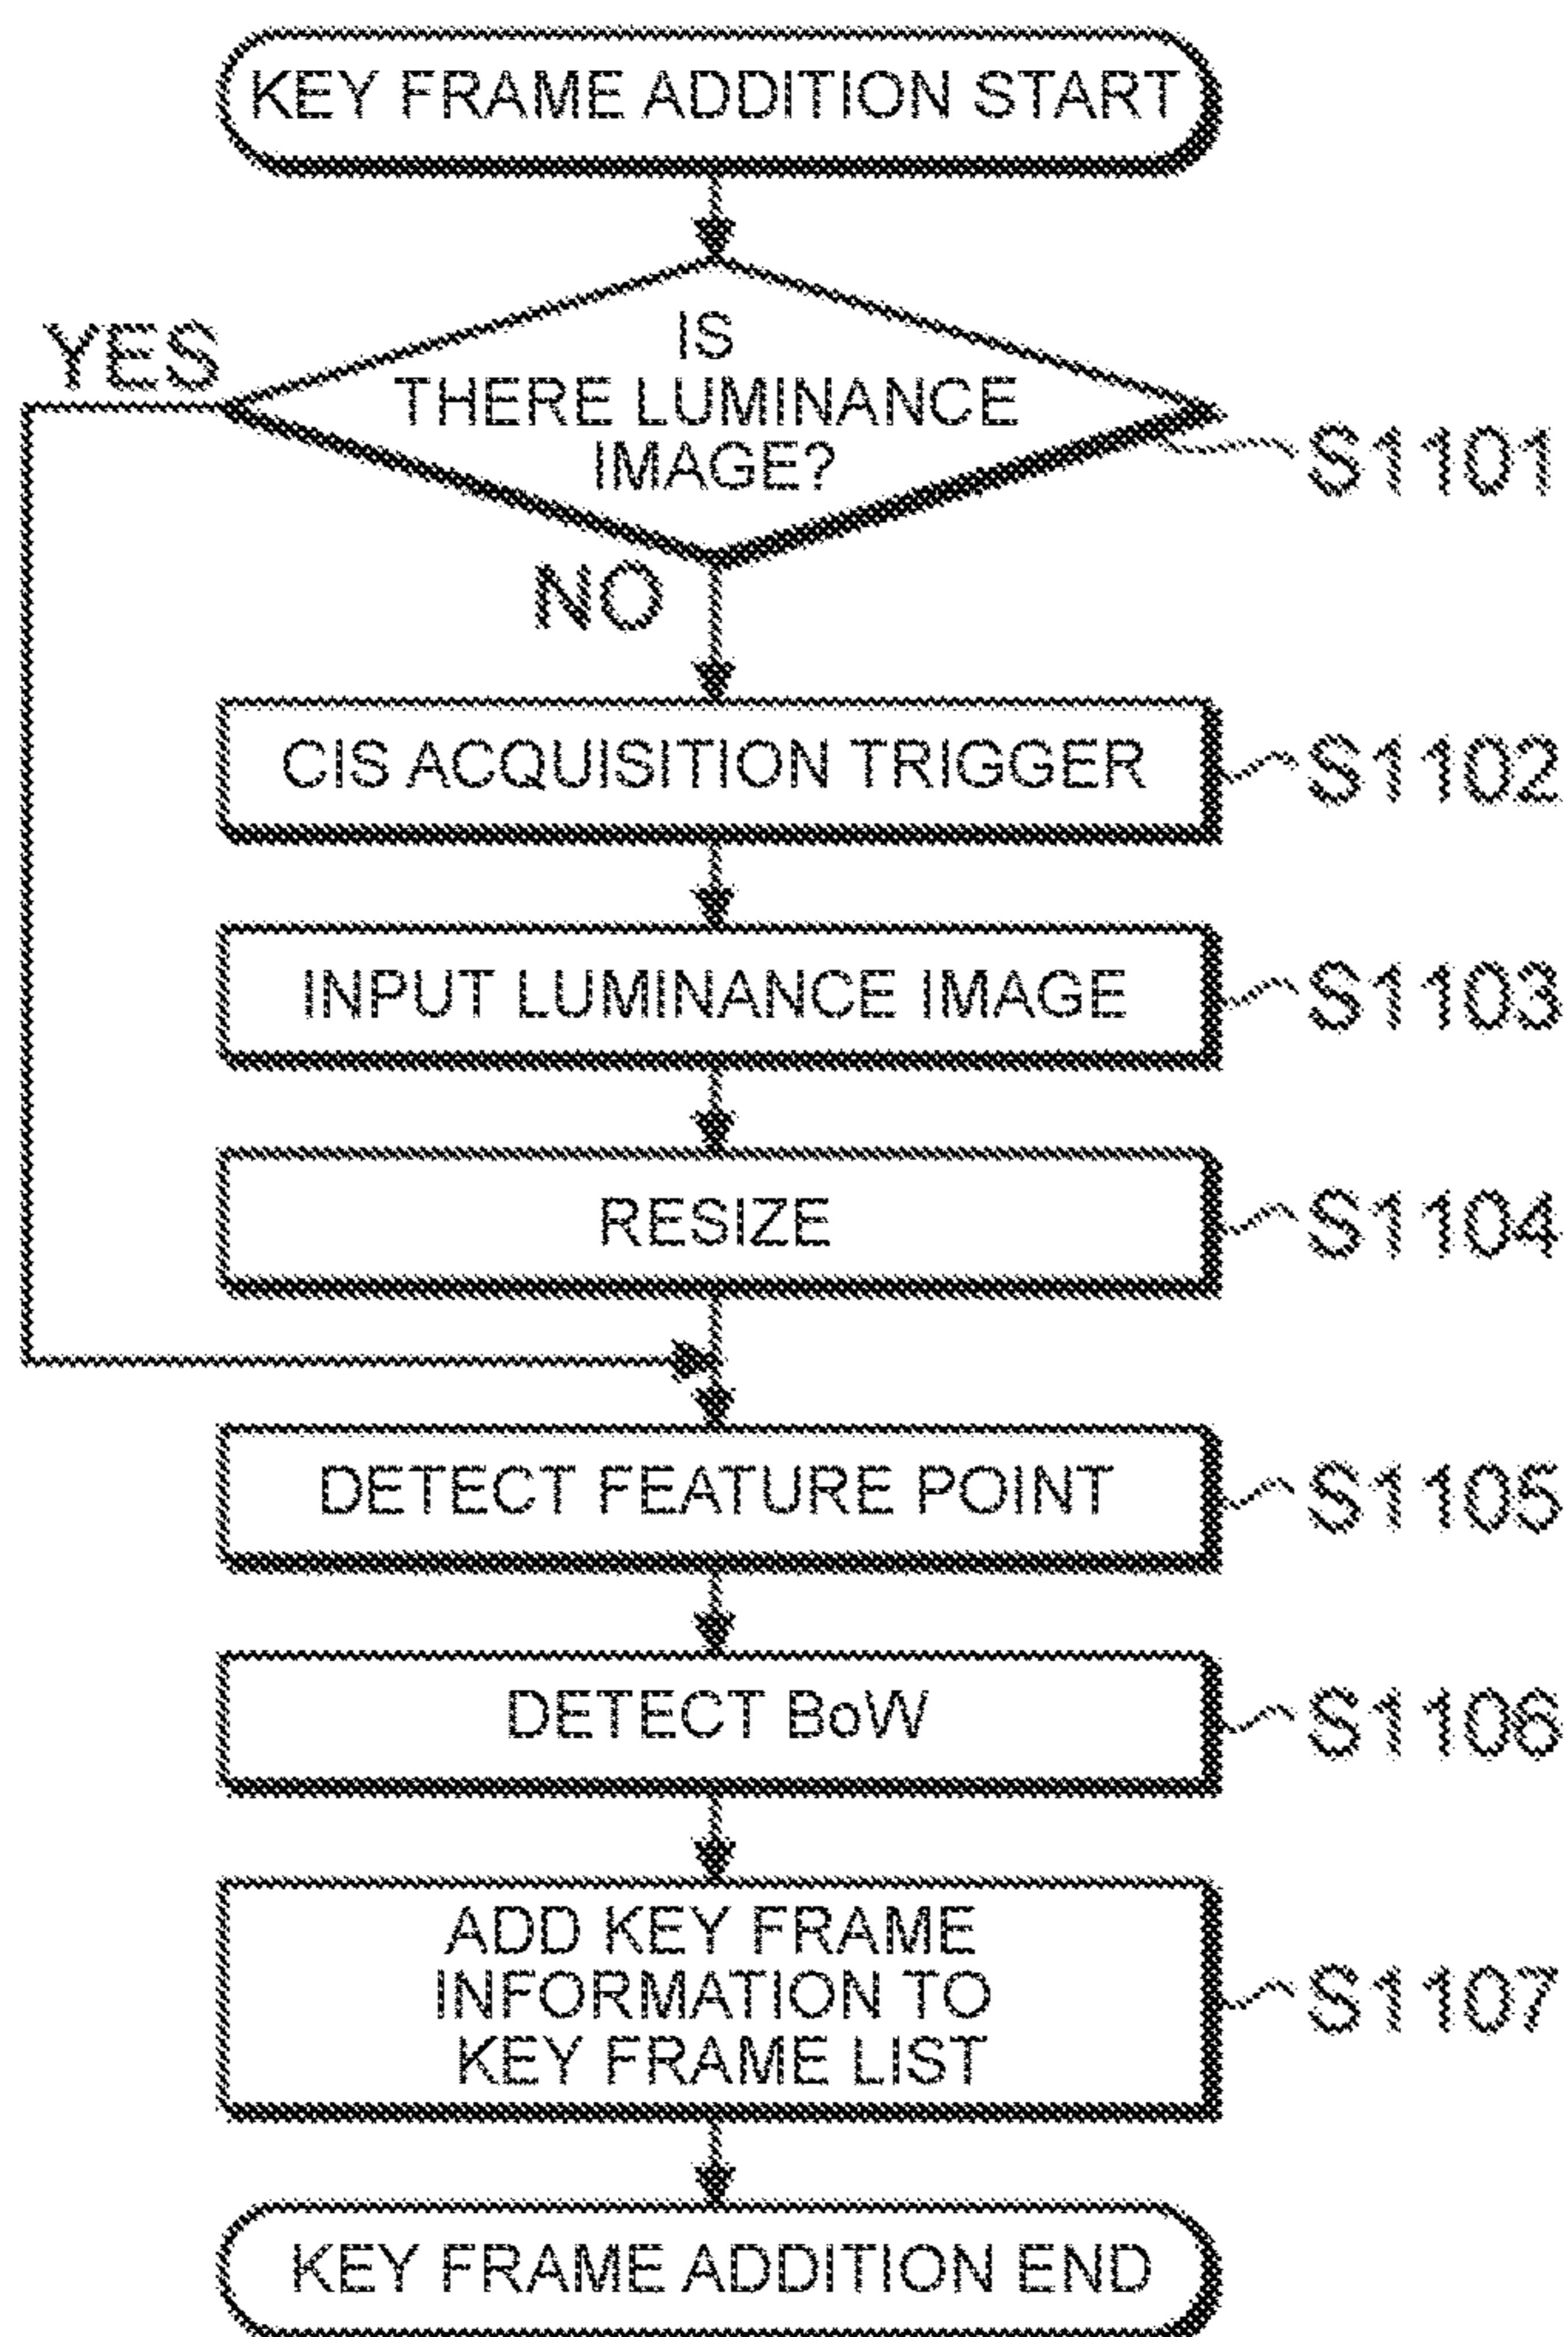 KEY FRAME ADDITION START
IS
THERE LUMINANCE
IMAGE?
YES
S1101
NO
CIS ACQUISITION TRIGGER
S1102
INPUT LUMINANCE IMAGE
S1103
RESIZE
S1104
DETECT FEATURE POINT
S1105
DETECT BoW
S1106
ADD KEY FRAME
INFORMATION TO
KEY FRAME LIST
S1107
KEY FRAME ADDITION END